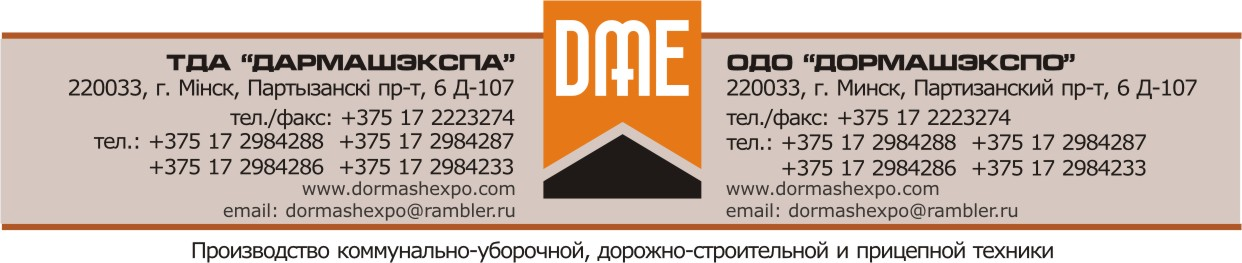 ТДА "ДАРМАШЭКСПА"
220033, г. Мінск, Партызанскі пр-т, 6 Д-107
тел./факс: +375 17 2223274
тел.: +375 17 2984288 +375 17 2984287
+375 17 2984286 +375 17 2984233
www.dormashexpo.com
email: dormashexpo@rambler.ru
DME
ОДО "ДОРМАШЭКСПО"
220033, г. Минск, Партизанский пр-т, 6 Д-107
тел./факс: +375 17 2223274
тел.: +375 17 2984288 +375 17 2984287
+375 17 2984286 +375 17 2984233
www.dormashexpo.com
email: dormashexpo@rambler.ru
Производство коммунально-уборочной, дорожно-строительной и прицепной техники